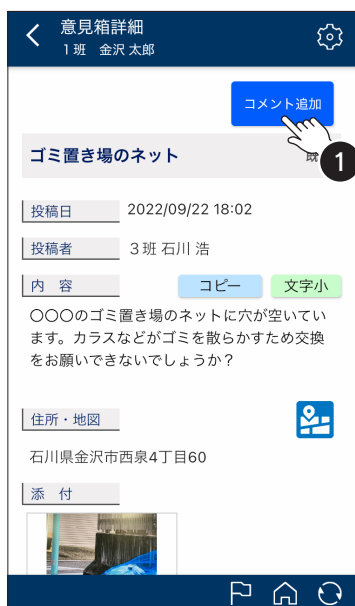 意見箱詳細
1班 金沢 太郎
コメント追加
ゴミ置き場のネット
1
投稿日 2022/09/22 18:02
投稿者 3班 石川 浩
内 容 コピー 文字小
〇〇〇のゴミ置き場のネットに穴が空いてい
ます。カラスなどがゴミを散らかすため交換
をお願いできないでしょうか？
住所・地図
石川県金沢市西泉4丁目60
添 付